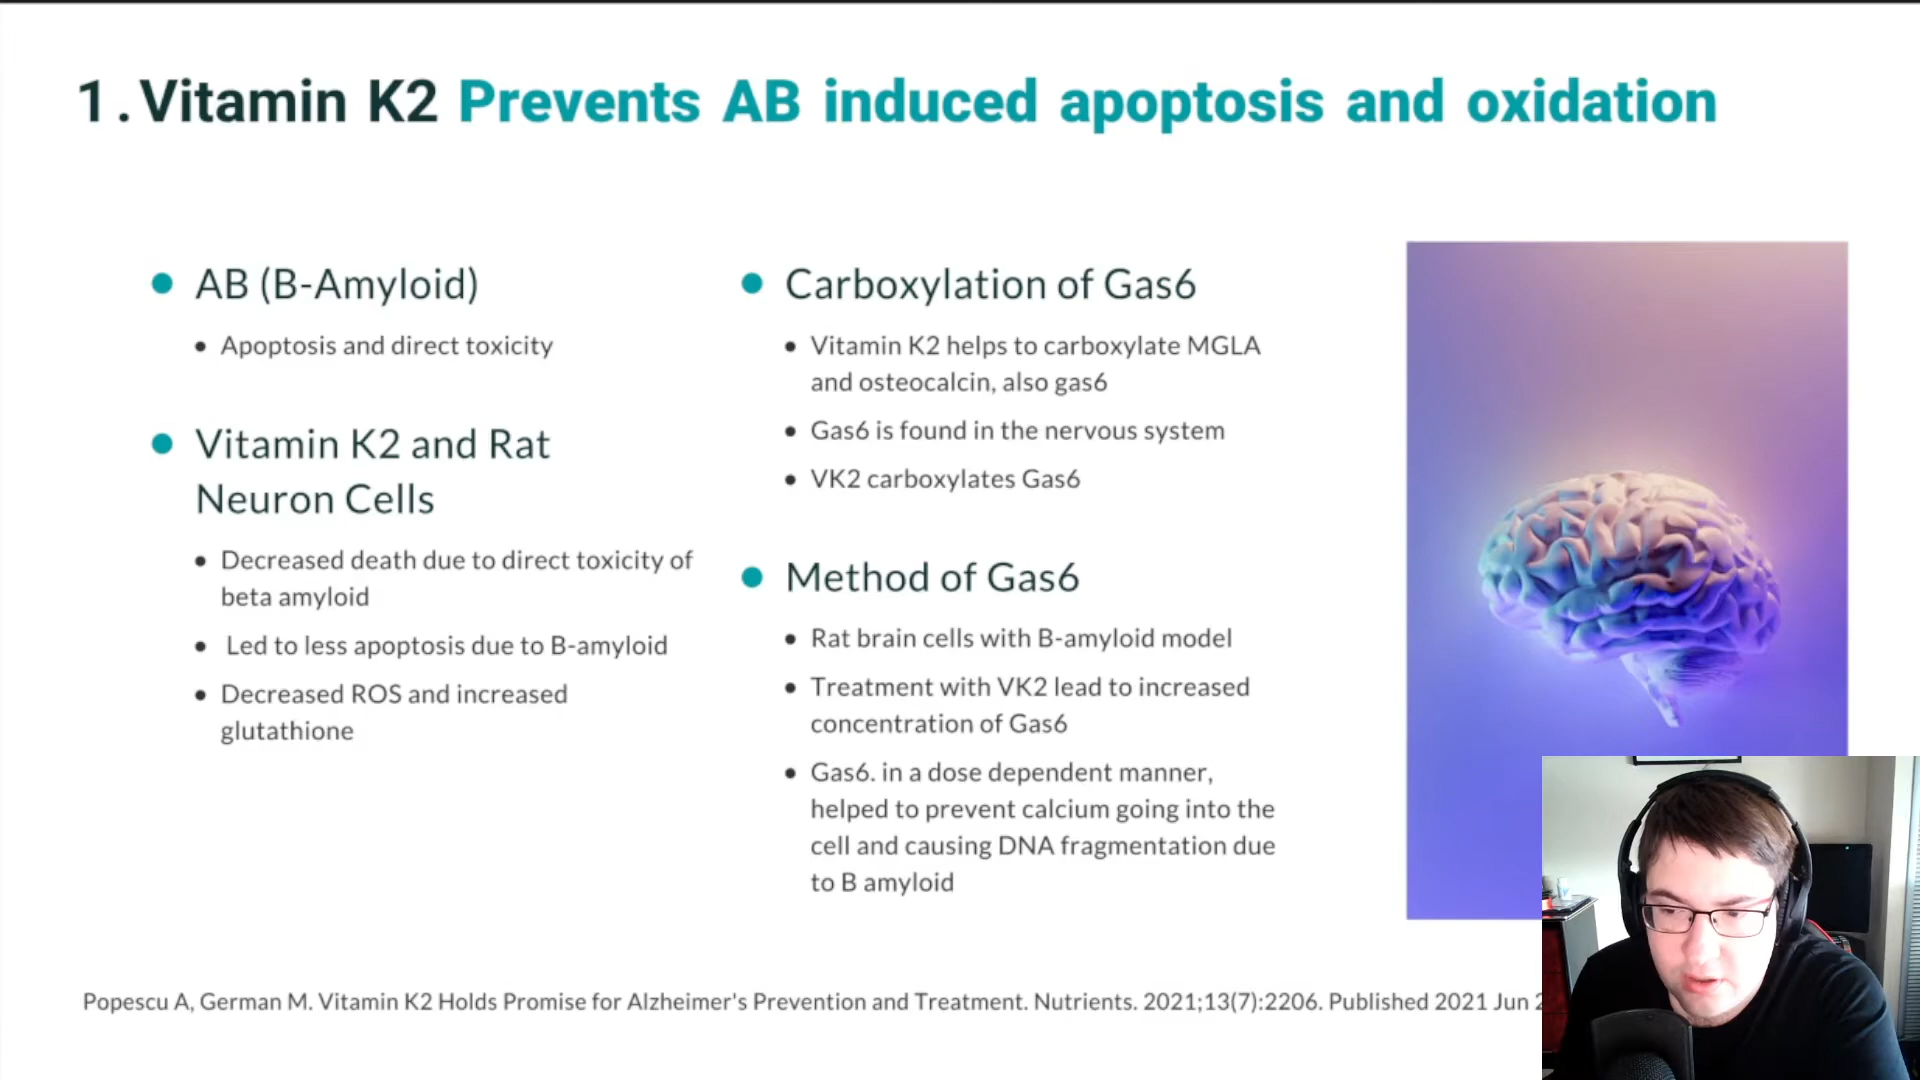 1. Vitamin K2 Prevents AB induced apoptosis and oxidation
AB (B-Amyloid)
Apoptosis and direct toxicity
Vitamin K2 and Rat
Neuron Cells
Decreased death due to direct toxicity of
beta amyloid
Led to less apoptosis due to B-amyloid
Decreased ROS and increased
glutathione
Carboxylation of Gas6
Vitamin K2 helps to carboxylate MGLA
and osteocalcin, also gas6
Gas6 is found in the nervous system
VK2 carboxylates Gas6
Method of Gas6
Rat brain cells with B-amyloid model
Treatment with VK2 lead to increased
concentration of Gas6
Gas6. in a dose dependent manner,
helped to prevent calcium going into the
cell and causing DNA fragmentation due
to B amyloid
Popescu A, German M. Vitamin K2 Holds Promise for Alzheimer's Prevention and Treatment. Nutrients. 2021;13(7):2206. Published 2021 Jun